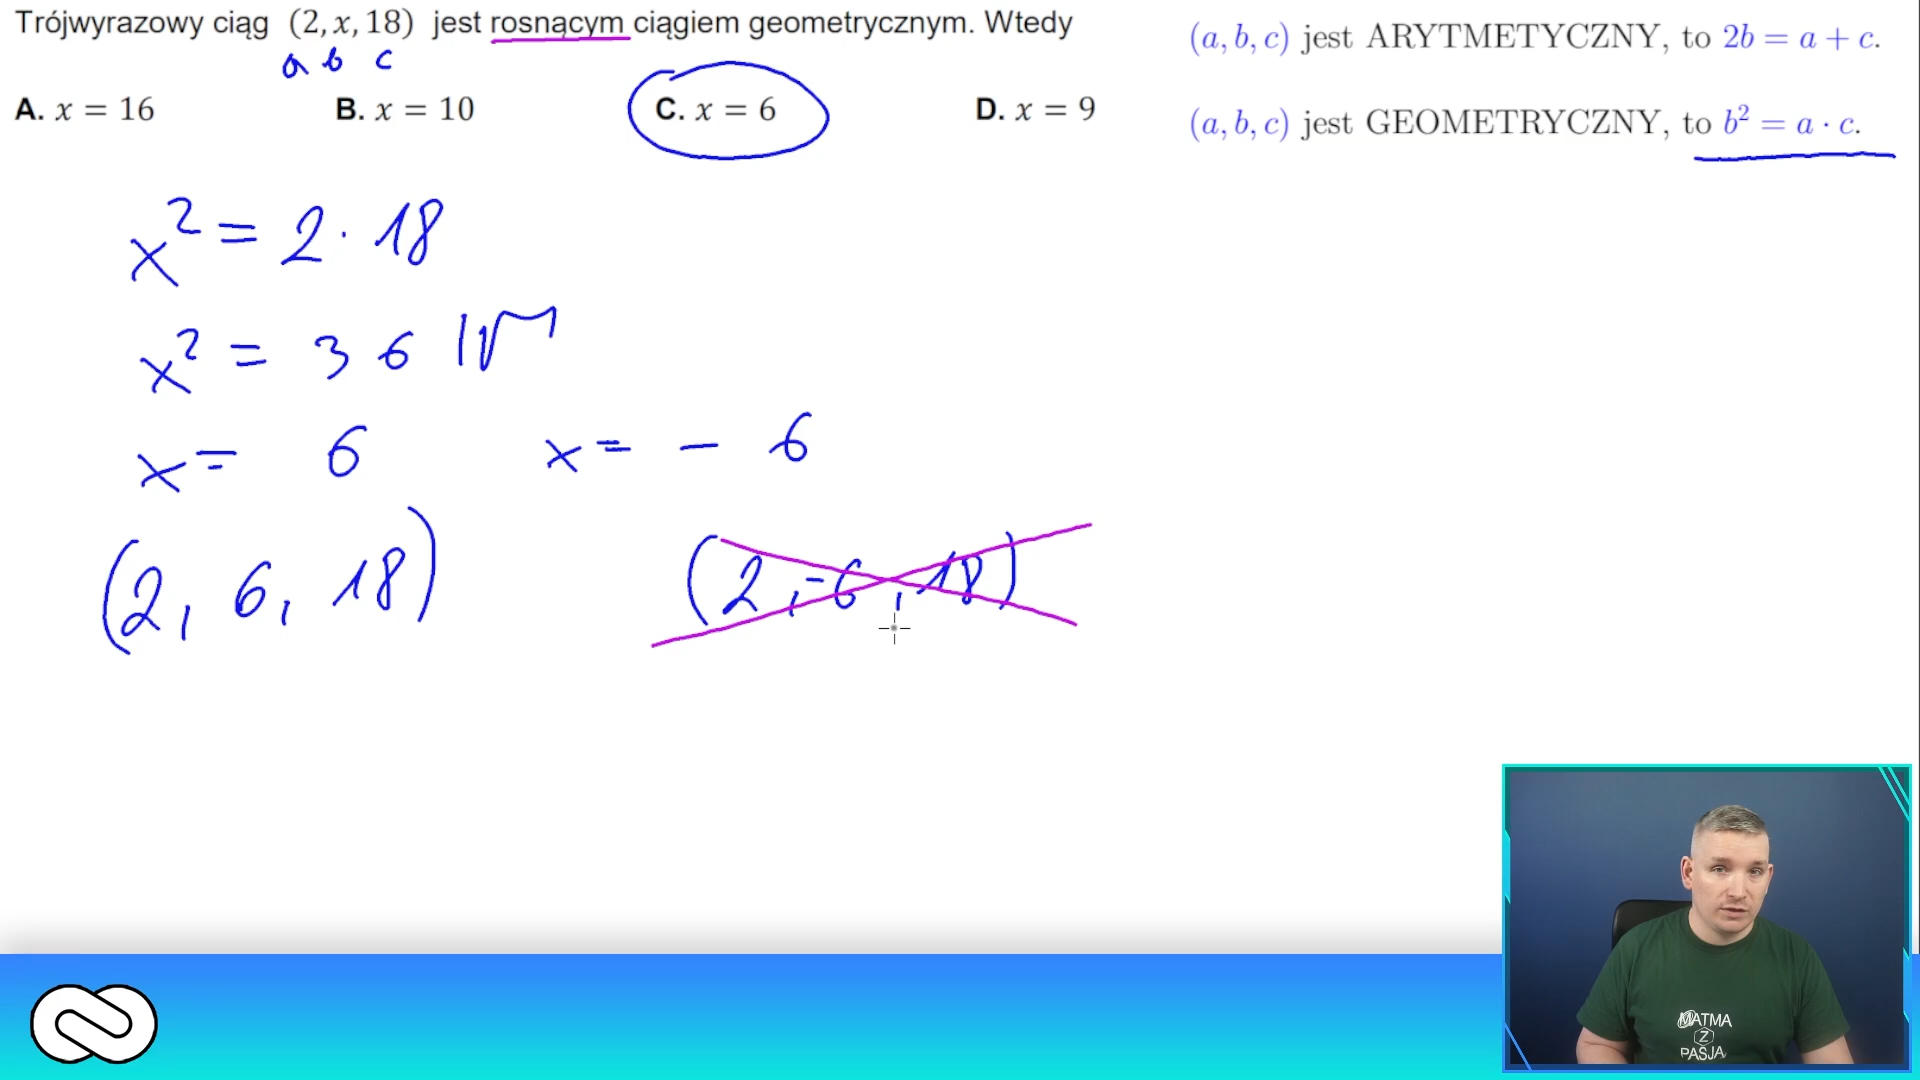 Trójwyrazowy ciąg (2, x, 18) jest rosnącym ciągiem geometrycznym. Wtedy
a b c
A. x = 16 B. x = 10 C. x = 6 D. x = 9
(a, b, c) jest ARYTMETYCZNY, to 2b = a + c.
(a, b, c) jest GEOMETRYCZNY, to b² = a · c.
x² = 2 · 18
x² = 36 |√
x = 6 x = - 6
(2, 6, 18) (2, -6, 18)
MATMA
Z
PASJĄ